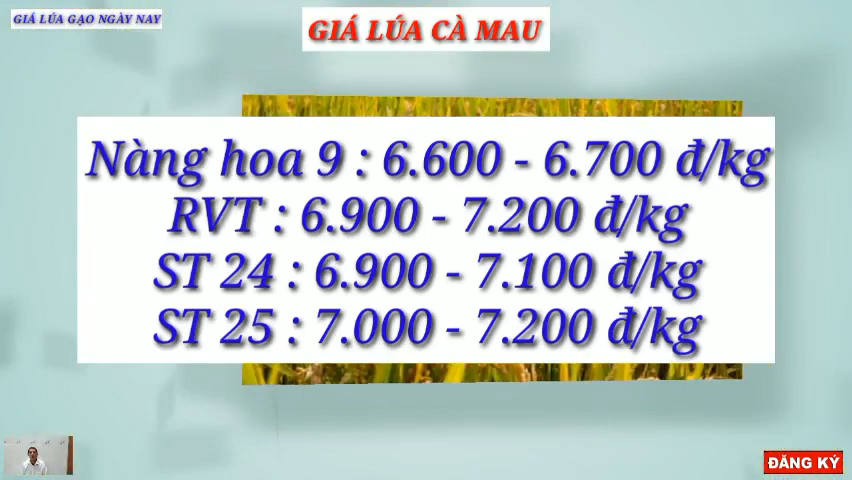 GIÁ LÚA GẠO NGÀY NAY
GIÁ LÚA CÀ MAU
Nàng hoa 9 : 6.600 - 6.700 đ/kg
RVT : 6.900 - 7.200 đ/kg
ST 24 : 6.900 - 7.100 đ/kg
ST 25 : 7.000 - 7.200 đ/kg
ĐĂNG KÝ